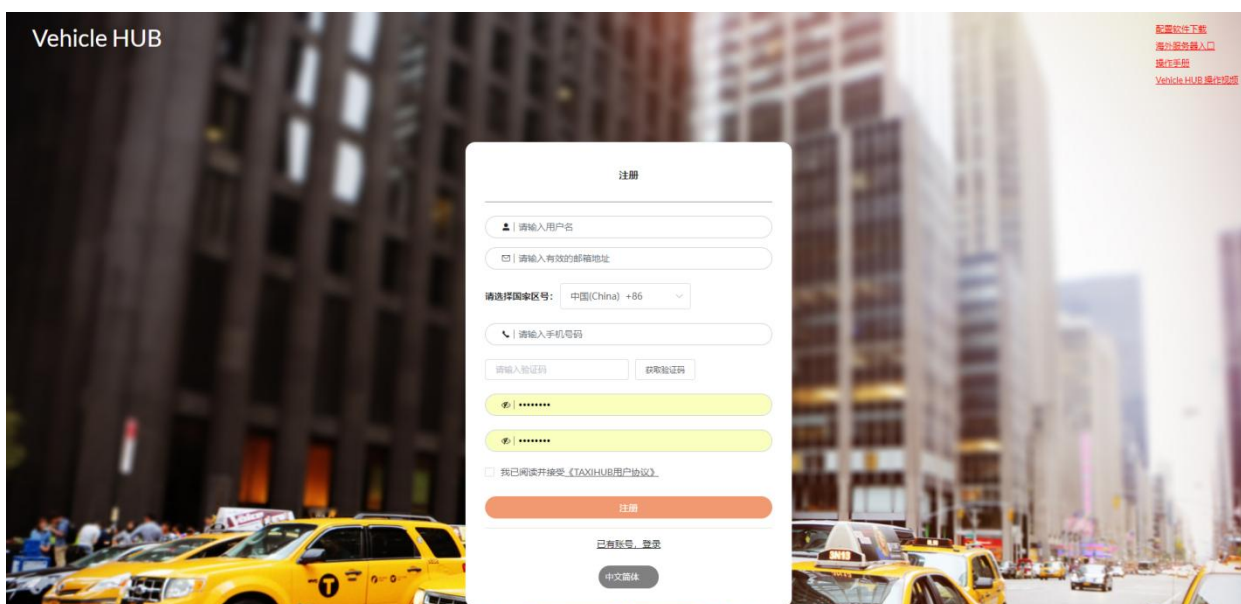 Vehicle HUB
配置软件下载
海外服务器入口
操作手册
Vehicle HUB 操作视频
注册
请输入用户名
请输入有效的邮箱地址
请选择国家区号： 中国(China) +86
请输入手机号码
请输入验证码 获取验证码
••••••••
••••••••
我已阅读并接受《TAXIHUB用户协议》
注册
已有账号，登录
中文简体
3N13
T